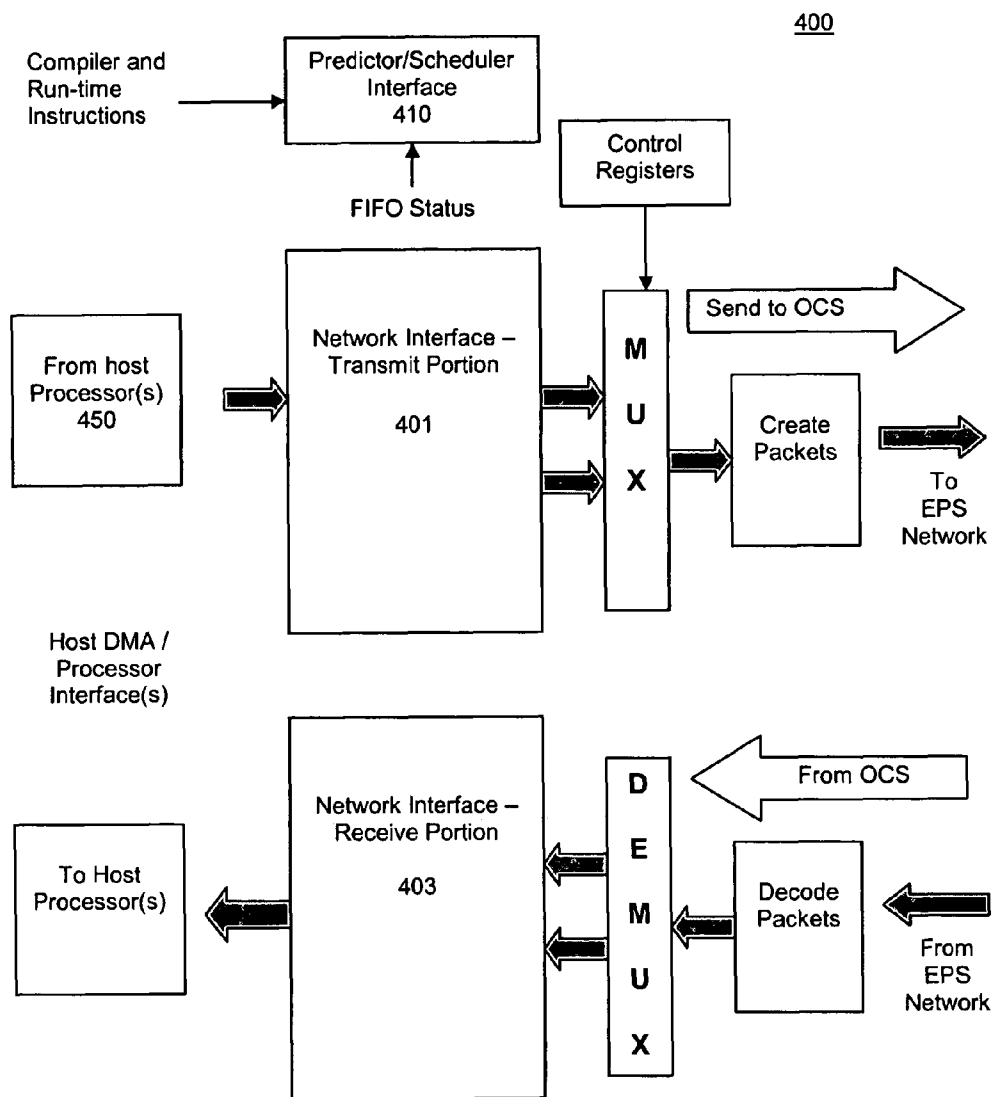 400
Compiler and
Run-time
Instructions
Predictor/Scheduler
Interface
410
Control
Registers
FIFO Status
Send to OCS
From host
Processor(s)
450
Network Interface –
Transmit Portion
401
M
U
X
Create
Packets
To
EPS
Network
Host DMA /
Processor
Interface(s)
From OCS
To Host
Processor(s)
Network Interface –
Receive Portion
403
D
E
M
U
X
Decode
Packets
From
EPS
Network